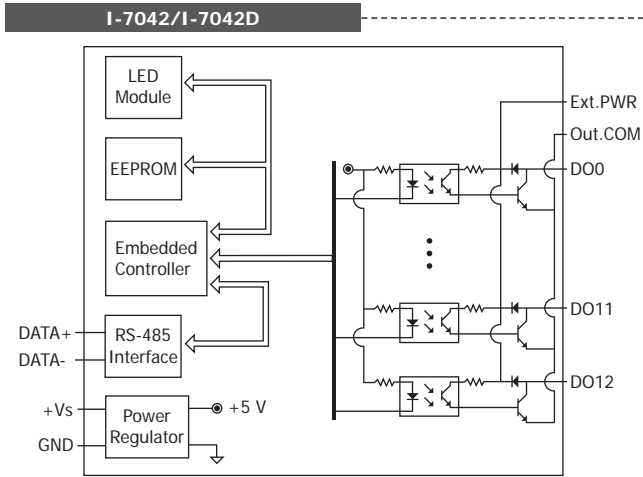 I-7042/I-7042D
LED
Module
EEPROM
Embedded
Controller
RS-485
Interface
Power
Regulator
DATA+
DATA-
+Vs
GND
+5 V
Ext.PWR
Out.COM
DO0
DO11
DO12